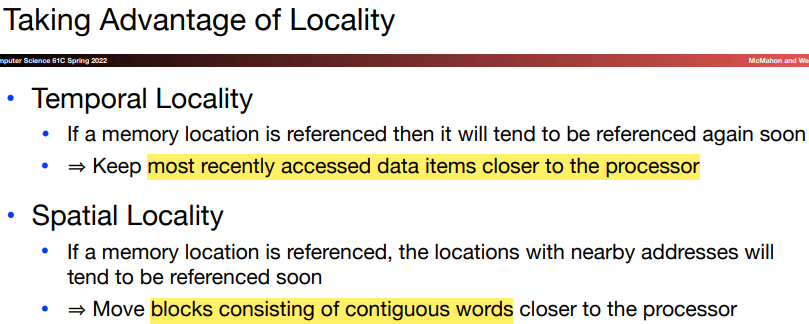 Taking Advantage of Locality
mputer Science 61C Spring 2022 McMahon and We
• Temporal Locality
• If a memory location is referenced then it will tend to be referenced again soon
• ⇒ Keep most recently accessed data items closer to the processor
• Spatial Locality
• If a memory location is referenced, the locations with nearby addresses will
tend to be referenced soon
• ⇒ Move blocks consisting of contiguous words closer to the processor